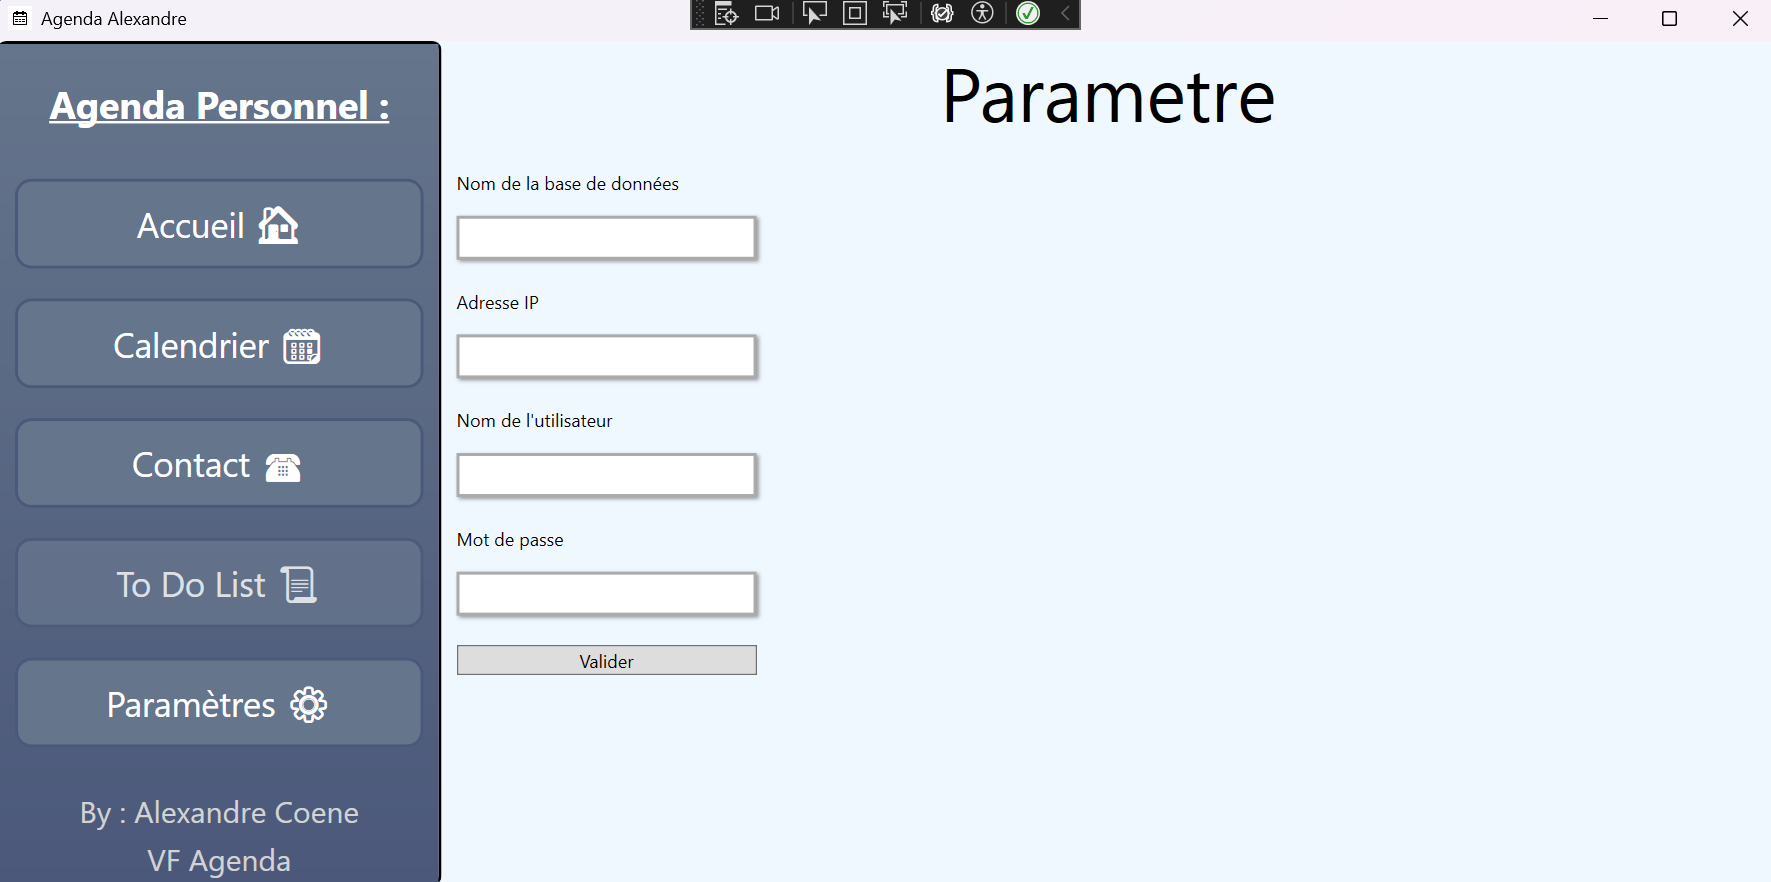 Agenda Alexandre
Agenda Personnel :
Accueil
Calendrier
Contact
To Do List
Paramètres
By : Alexandre Coene
VF Agenda
Parametre
Nom de la base de données
Adresse IP
Nom de l'utilisateur
Mot de passe
Valider